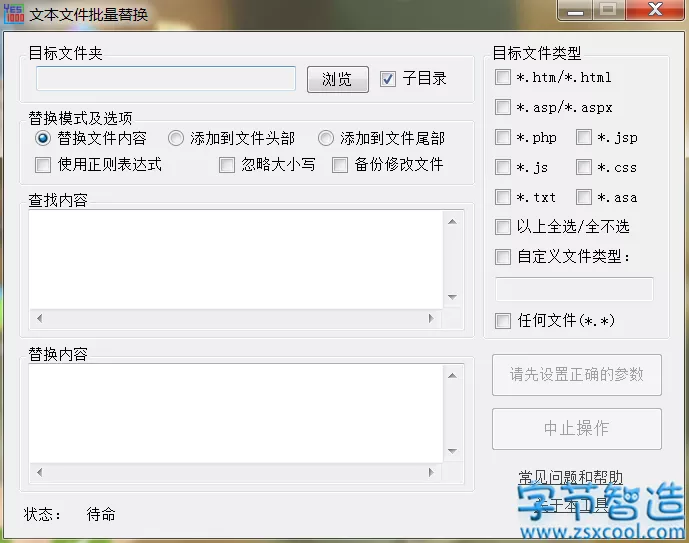 YES 1000 文本文件批量替换
目标文件夹
浏览 子目录
替换模式及选项
替换文件内容 添加到文件头部 添加到文件尾部
使用正则表达式 忽略大小写 备份修改文件
查找内容
替换内容
状态： 待命
目标文件类型
*.htm/*.html
*.asp/*.aspx
*.php *.jsp
*.js *.css
*.txt *.asa
以上全选/全不选
自定义文件类型：
任何文件(*.*)
请先设置正确的参数
中止操作
常见问题和帮助
关于本工具
字节智造
www.zsxcool.com